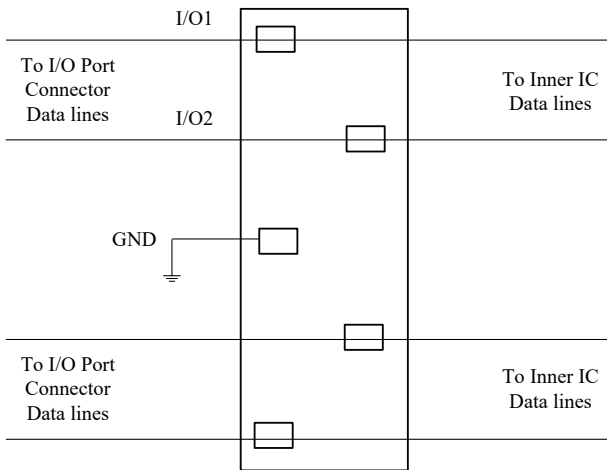 I/O1
To I/O Port
Connector
Data lines
To Inner IC
Data lines
I/O2
GND
To I/O Port
Connector
Data lines
To Inner IC
Data lines